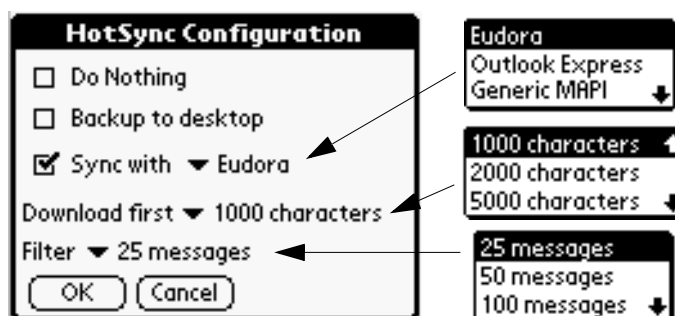 HotSync Configuration
Do Nothing
Backup to desktop
Sync with Eudora
Download first 1000 characters
Filter 25 messages
OK Cancel
Eudora
Outlook Express
Generic MAPI
1000 characters
2000 characters
5000 characters
25 messages
50 messages
100 messages